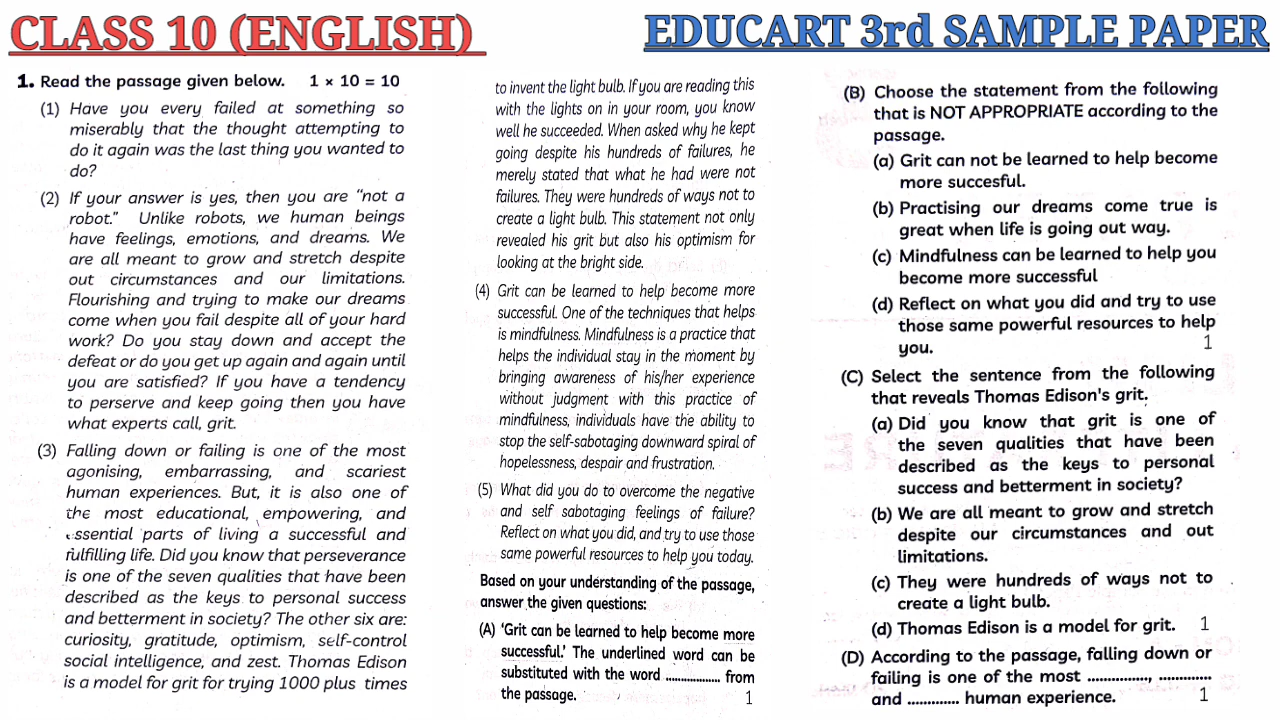 CLASS 10 (ENGLISH)
EDUCART 3rd SAMPLE PAPER
1. Read the passage given below. 1 × 10 = 10
(1) Have you every failed at something so
miserably that the thought attempting to
do it again was the last thing you wanted to
do?
(2) If your answer is yes, then you are “not a
robot.” Unlike robots, we human beings
have feelings, emotions, and dreams. We
are all meant to grow and stretch despite
out circumstances and our limitations.
Flourishing and trying to make our dreams
come when you fail despite all of your hard
work? Do you stay down and accept the
defeat or do you get up again and again until
you are satisfied? If you have a tendency
to perserve and keep going then you have
what experts call, grit.
(3) Falling down or failing is one of the most
agonising, embarrassing, and scariest
human experiences. But, it is also one of
the most educational, empowering, and
essential parts of living a successful and
fulfilling life. Did you know that perseverance
is one of the seven qualities that have been
described as the keys to personal success
and betterment in society? The other six are:
curiosity, gratitude, optimism, self-control
social intelligence, and zest. Thomas Edison
is a model for grit for trying 1000 plus times
to invent the light bulb. If you are reading this
with the lights on in your room, you know
well he succeeded. When asked why he kept
going despite his hundreds of failures, he
merely stated that what he had were not
failures. They were hundreds of ways not to
create a light bulb. This statement not only
revealed his grit but also his optimism for
looking at the bright side.
(4) Grit can be learned to help become more
successful. One of the techniques that helps
is mindfulness. Mindfulness is a practice that
helps the individual stay in the moment by
bringing awareness of his/her experience
without judgment with this practice of
mindfulness, individuals have the ability to
stop the self-sabotaging downward spiral of
hopelessness, despair and frustration.
(5) What did you do to overcome the negative
and self sabotaging feelings of failure?
Reflect on what you did, and try to use those
same powerful resources to help you today.
Based on your understanding of the passage,
answer the given questions:
(A) ‘Grit can be learned to help become more
successful.’ The underlined word can be
substituted with the word .................. from
the passage. 1
(B) Choose the statement from the following
that is NOT APPROPRIATE according to the
passage.
(a) Grit can not be learned to help become
more succesful.
(b) Practising our dreams come true is
great when life is going out way.
(c) Mindfulness can be learned to help you
become more successful
(d) Reflect on what you did and try to use
those same powerful resources to help
you. 1
(C) Select the sentence from the following
that reveals Thomas Edison's grit.
(a) Did you know that grit is one of
the seven qualities that have been
described as the keys to personal
success and betterment in society?
(b) We are all meant to grow and stretch
despite our circumstances and out
limitations.
(c) They were hundreds of ways not to
create a light bulb.
(d) Thomas Edison is a model for grit. 1
(D) According to the passage, falling down or
failing is one of the most ..............., .............
and ............. human experience. 1